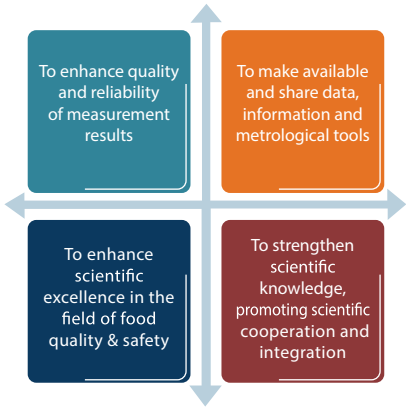 To enhance quality
and reliability
of measurement
results
To make available
and share data,
information and
metrological tools
To enhance
scientific
excellence in the
field of food
quality & safety
To strengthen
scientific
knowledge,
promoting scientific
cooperation and
integration